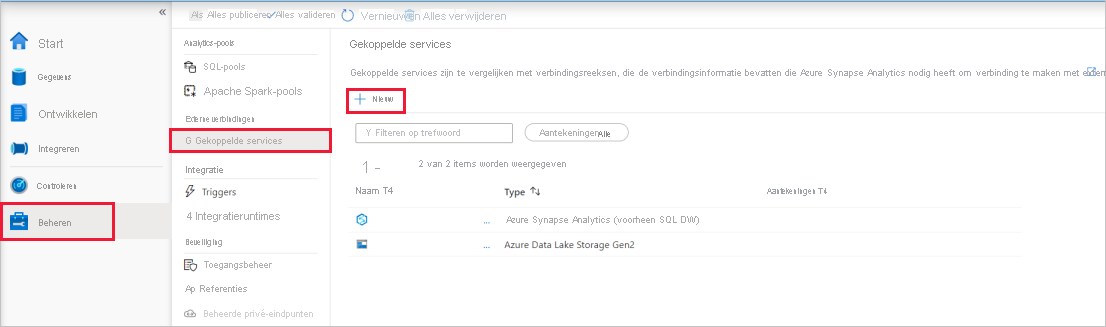 «
Als Alles publiceren Alles valideren Vernieuwen Alles verwijderen
Start
Gegevens
Ontwikkelen
Integreren
Controleren
Beheren
Analytics-pools
SQL-pools
Apache Spark-pools
Externe verbindingen
G Gekoppelde services
Integratie
Triggers
4 Integratieruntimes
Beveiliging
Toegangsbeheer
Ap Referenties
Beheerde privé-eindpunten
Gekoppelde services
Gekoppelde services zijn te vergelijken met verbindingsreeksen, die de verbindingsinformatie bevatten die Azure Synapse Analytics nodig heeft om verbinding te maken met
+ Nieuw
Y Filteren op trefwoord
Aantekeningen Alle
1 -
2 van 2 items worden weergegeven
Naam T4 Type ↑↓ Aantekeningen T4
... Azure Synapse Analytics (voorheen SQL DW)
... Azure Data Lake Storage Gen2